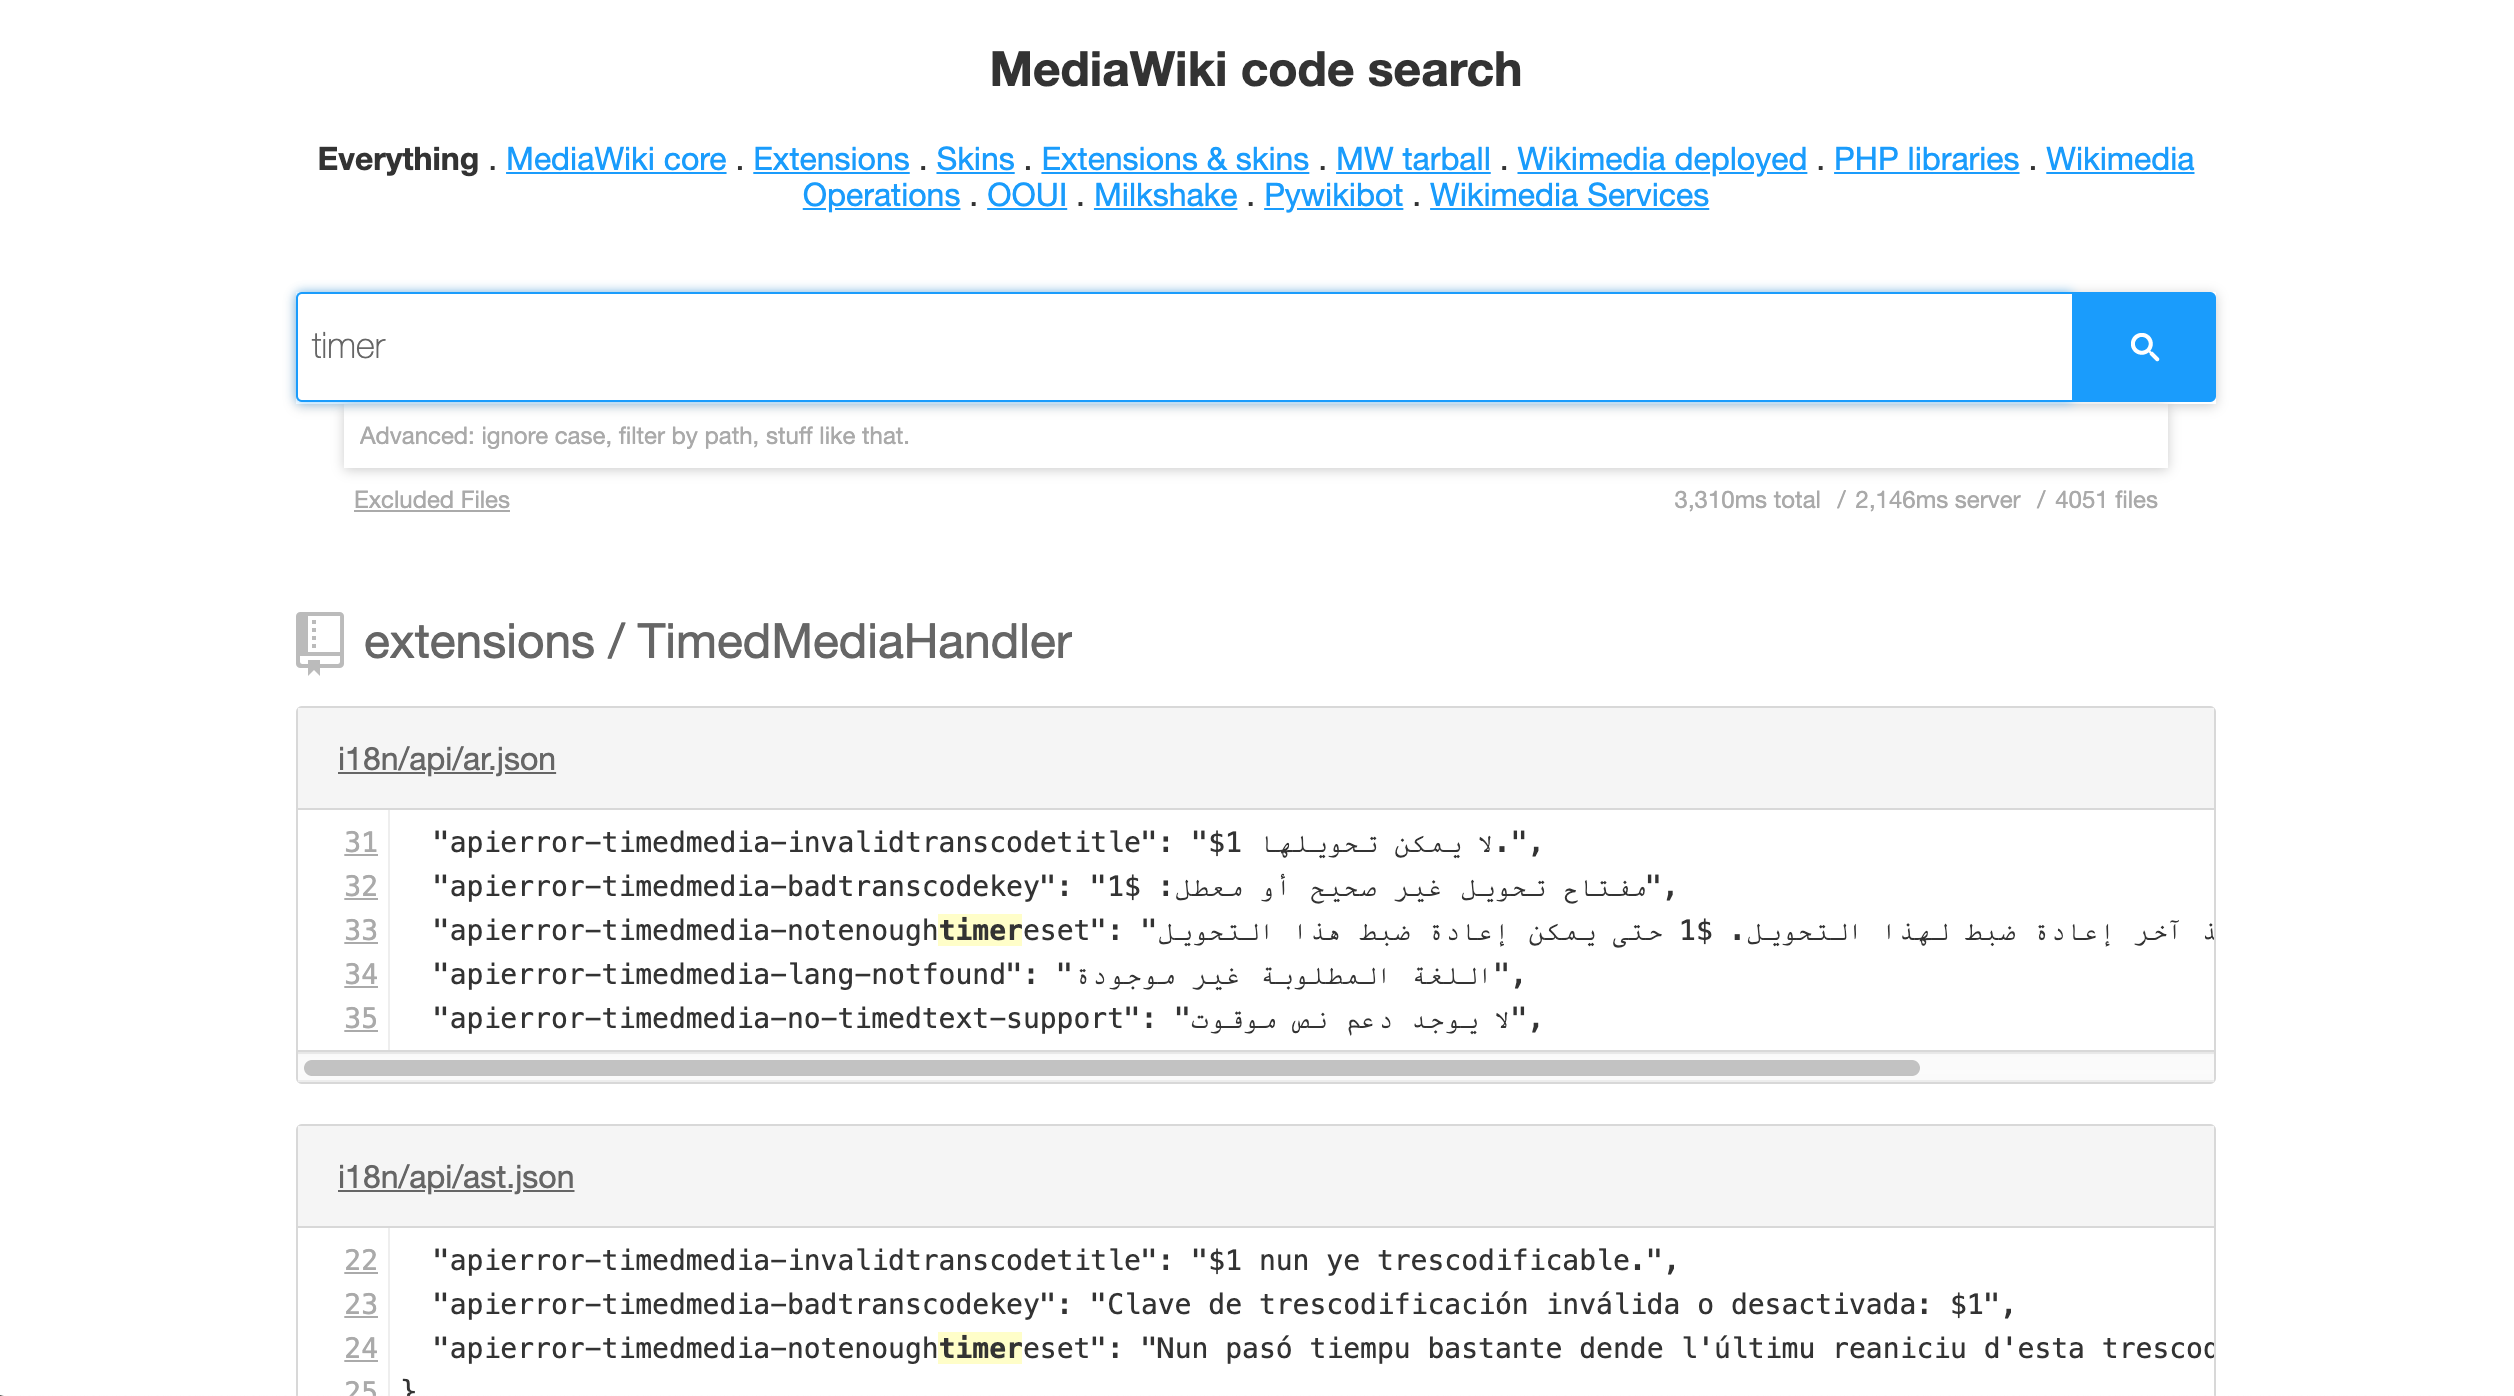 MediaWiki code search
Everything . MediaWiki core . Extensions . Skins . Extensions & skins . MW tarball . Wikimedia deployed . PHP libraries . Wikimedia
Operations . OOUI . Milkshake . Pywikibot . Wikimedia Services
timer
Advanced: ignore case, filter by path, stuff like that.
Excluded Files 3,310ms total / 2,146ms server / 4051 files
extensions / TimedMediaHandler
i18n/api/ar.json
31 "apierror-timedmedia-invalidtranscodetitle": "$1 لا يمكن تحويلها.",
32 "apierror-timedmedia-badtranscodekey": "مفتاح تحويل غير صحيح أو معطل: $1",
33 "apierror-timedmedia-notenoughtimereset": "آخر إعادة ضبط لهذا التحويل. $1 حتى يمكن إعادة ضبط هذا التحويل
34 "apierror-timedmedia-lang-notfound": "اللغة المطلوبة غير موجودة",
35 "apierror-timedmedia-no-timedtext-support": "لا يوجد دعم نص موقوت",
i18n/api/ast.json
22 "apierror-timedmedia-invalidtranscodetitle": "$1 nun ye trescodificable.",
23 "apierror-timedmedia-badtranscodekey": "Clave de trescodificación inválida o desactivada: $1",
24 "apierror-timedmedia-notenoughtimereset": "Nun pasó tiempu bastante dende l'últimu reaniciu d'esta trescod
25 }